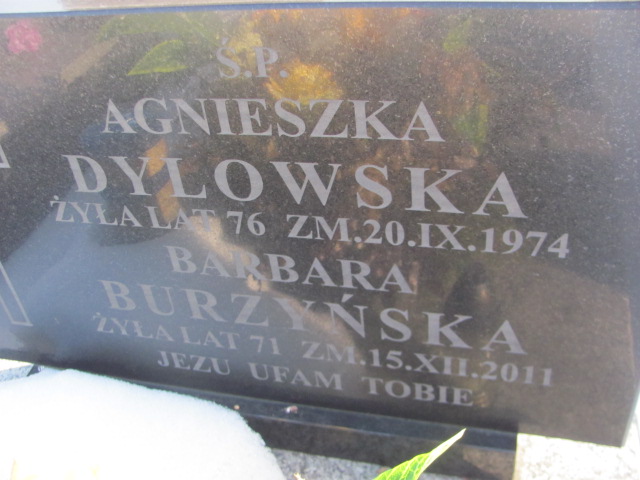 Ś.P.
AGNIESZKA
DYLOWSKA
ŻYŁA LAT 76 ZM.20.IX.1974
BARBARA
BURZYŃSKA
ŻYŁA LAT 71 ZM.15.XII.2011
JEZU UFAM TOBIE